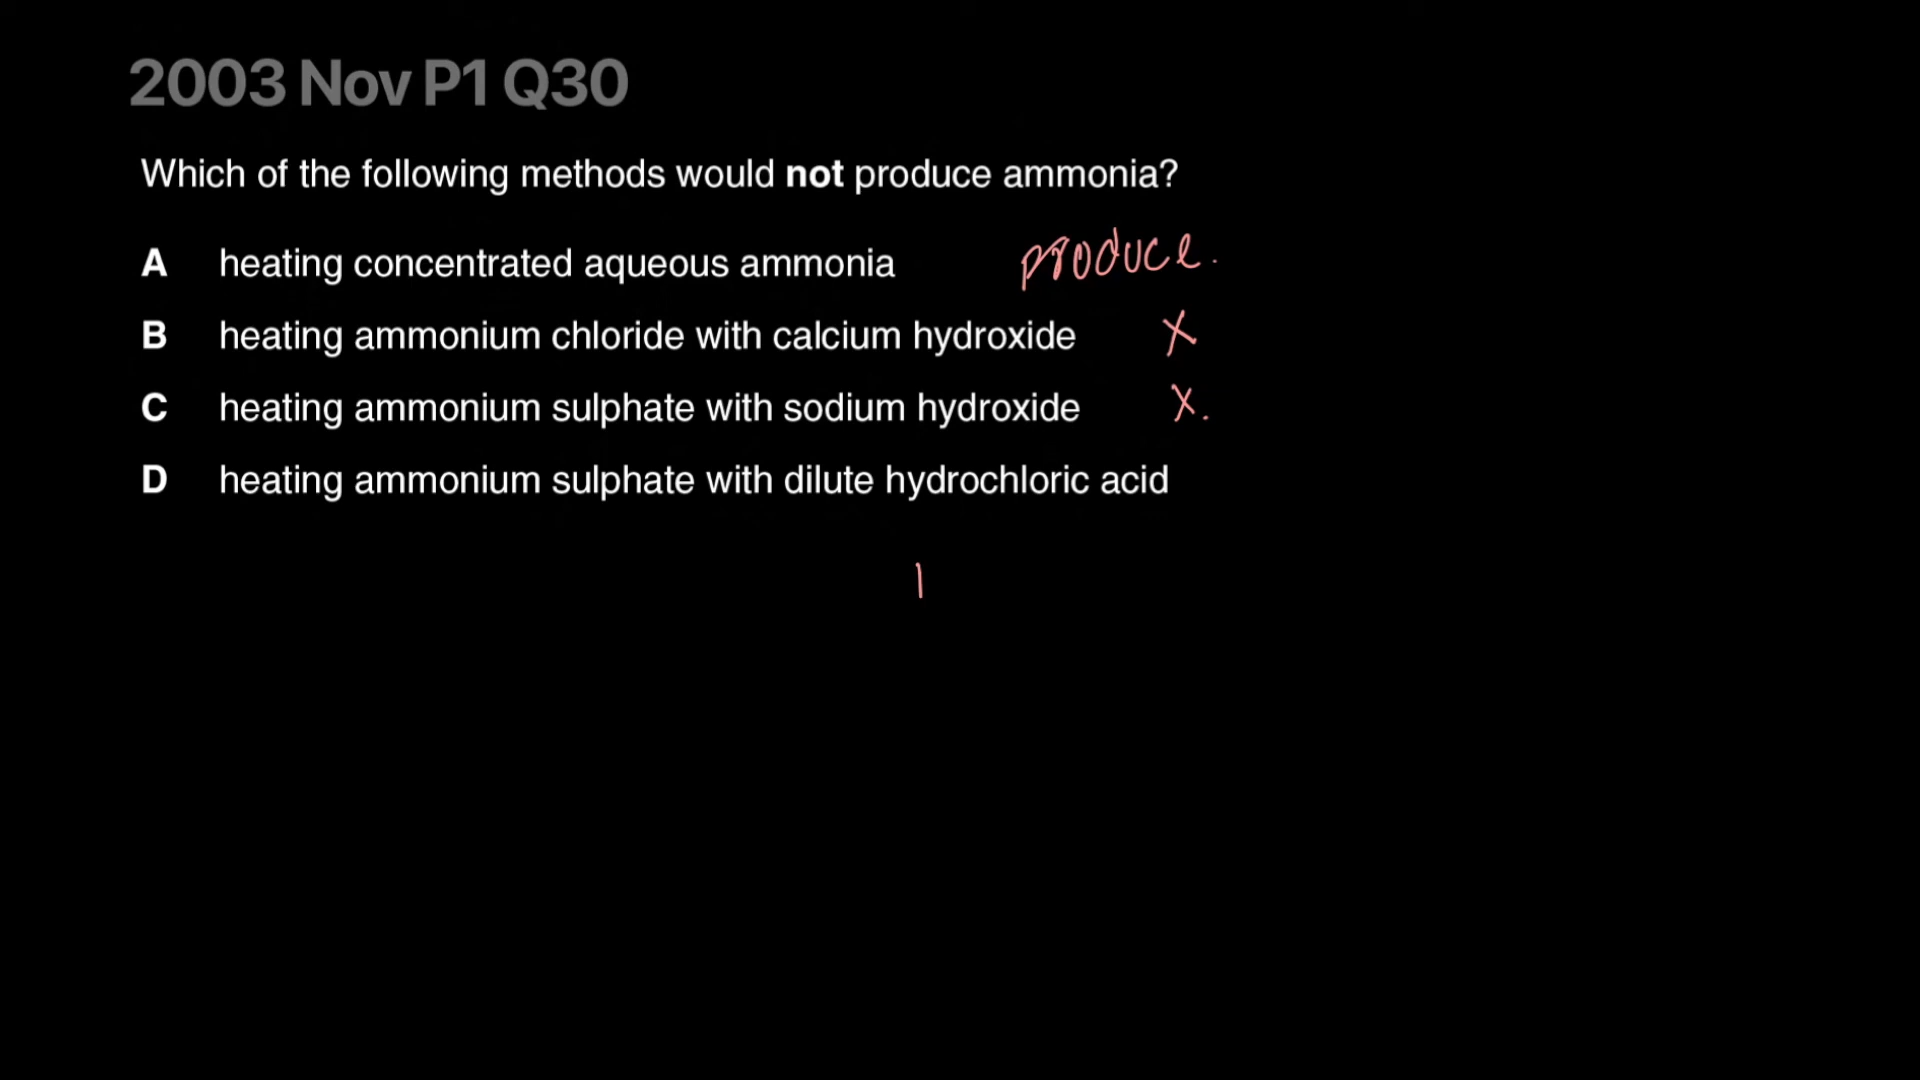 2003 Nov P1 Q30
Which of the following methods would not produce ammonia?
A heating concentrated aqueous ammonia produce.
B heating ammonium chloride with calcium hydroxide X
C heating ammonium sulphate with sodium hydroxide X.
D heating ammonium sulphate with dilute hydrochloric acid